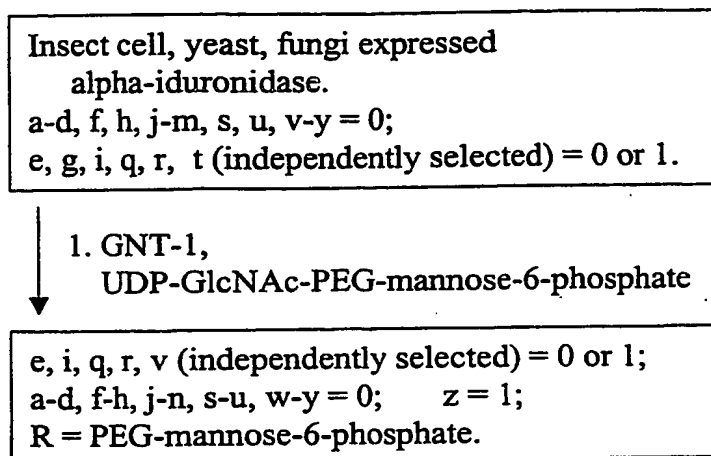 Insect cell, yeast, fungi expressed
alpha-iduronidase.
a-d, f, h, j-m, s, u, v-y = 0;
e, g, i, q, r, t (independently selected) = 0 or 1.
1. GNT-1,
UDP-GlcNAc-PEG-mannose-6-phosphate
e, i, q, r, v (independently selected) = 0 or 1;
a-d, f-h, j-n, s-u, w-y = 0; z = 1;
R = PEG-mannose-6-phosphate.